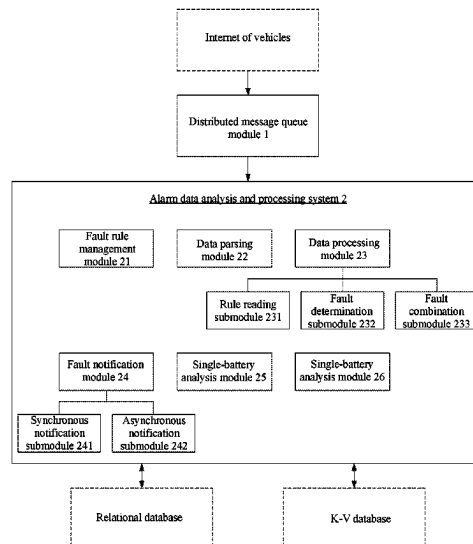 Internet of vehicles
Distributed message queue
module 1
Alarm data analysis and processing system 2
Fault rule
management
module 21
Data parsing
module 22
Data processing
module 23
Rule reading
submodule 231
Fault
determination
submodule 232
Fault
combination
submodule 233
Fault notification
module 24
Single-battery
analysis module 25
Single-battery
analysis module 26
Synchronous
notification
submodule 241
Asynchronous
notification
submodule 242
Relational database
K-V database